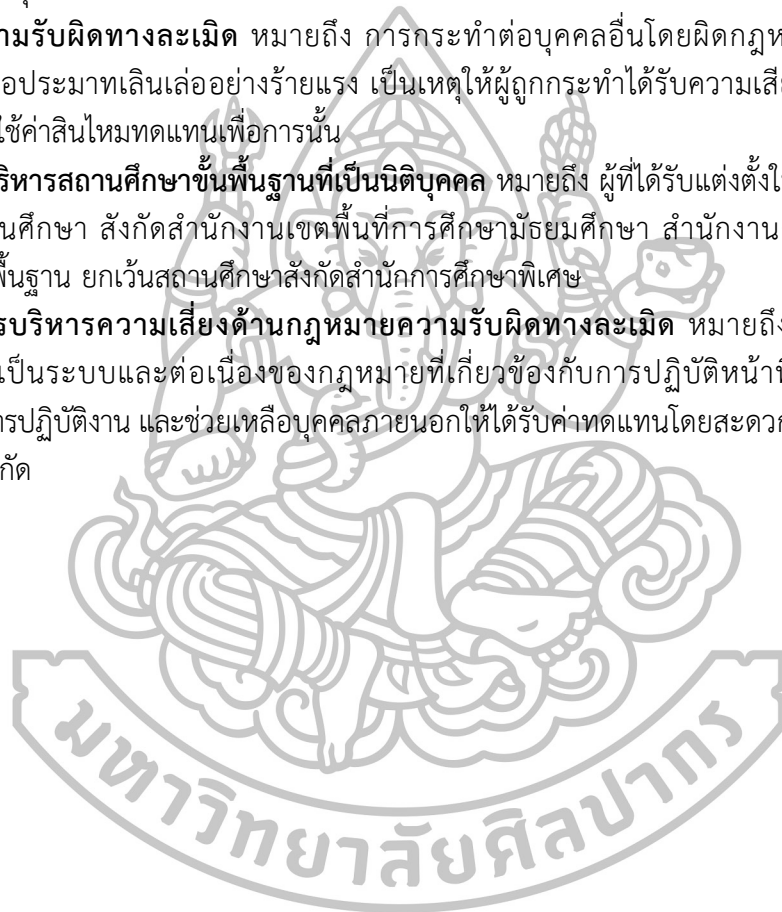 ามรับผิดทางละเมิด หมายถึง การกระทำต่อบุคคลอื่นโดยผิดกฎห
อประมาทเลินเล่ออย่างร้ายแรง เป็นเหตุให้ผู้ถูกกระทำได้รับความเสี
ใช้ค่าสินไหมทดแทนเพื่อการนั้น
ริหารสถานศึกษาขั้นพื้นฐานที่เป็นนิติบุคคล หมายถึง ผู้ที่ได้รับแต่งตั้งใ
นศึกษา สังกัดสำนักงานเขตพื้นที่การศึกษามัธยมศึกษา สำนักงาน
พื้นฐาน ยกเว้นสถานศึกษาสังกัดสำนักการศึกษาพิเศษ
รบริหารความเสี่ยงด้านกฎหมายความรับผิดทางละเมิด หมายถึง
เป็นระบบและต่อเนื่องของกฎหมายที่เกี่ยวข้องกับการปฏิบัติหน้าที
ารปฏิบัติงาน และช่วยเหลือบุคคลภายนอกให้ได้รับค่าทดแทนโดยสะดวก
กัด
มหาวิทยาลัยศิลปากร